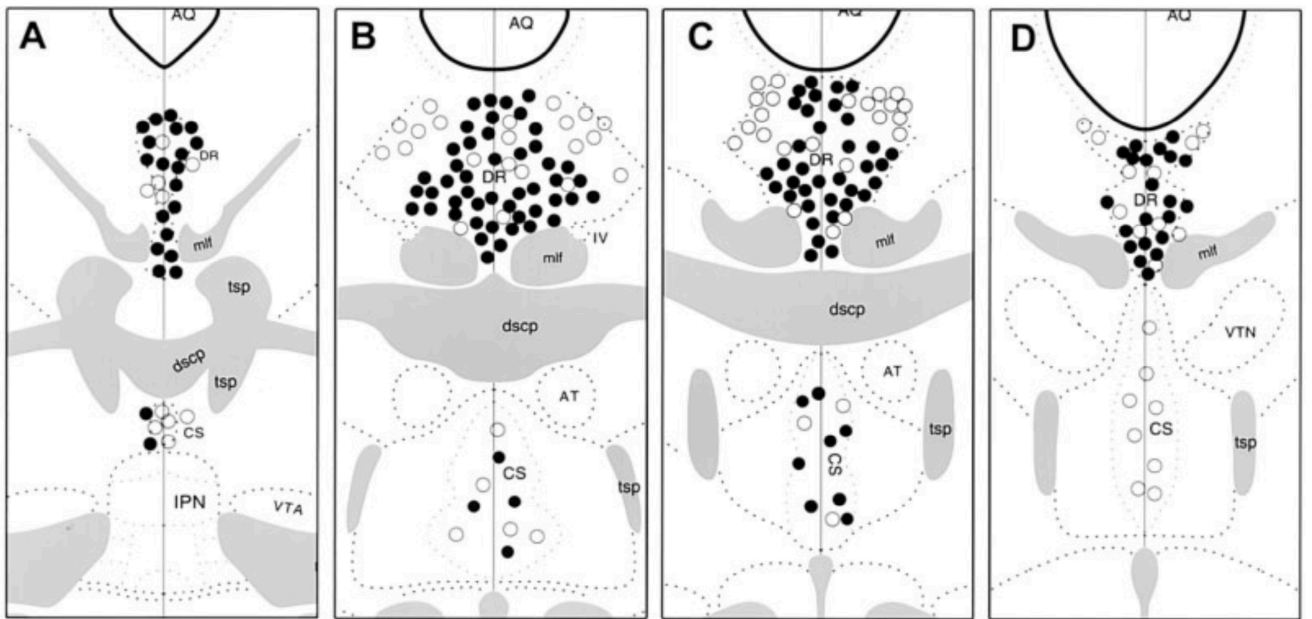 A
AQ
DR
mlf
tsp
dscp
tsp
CS
IPN
VTA
B
AQ
DR
IV
mlf
dscp
AT
CS
tsp
C
AQ
DR
mlf
dscp
AT
tsp
CS
D
AQ
DR
mlf
VTN
CS
tsp